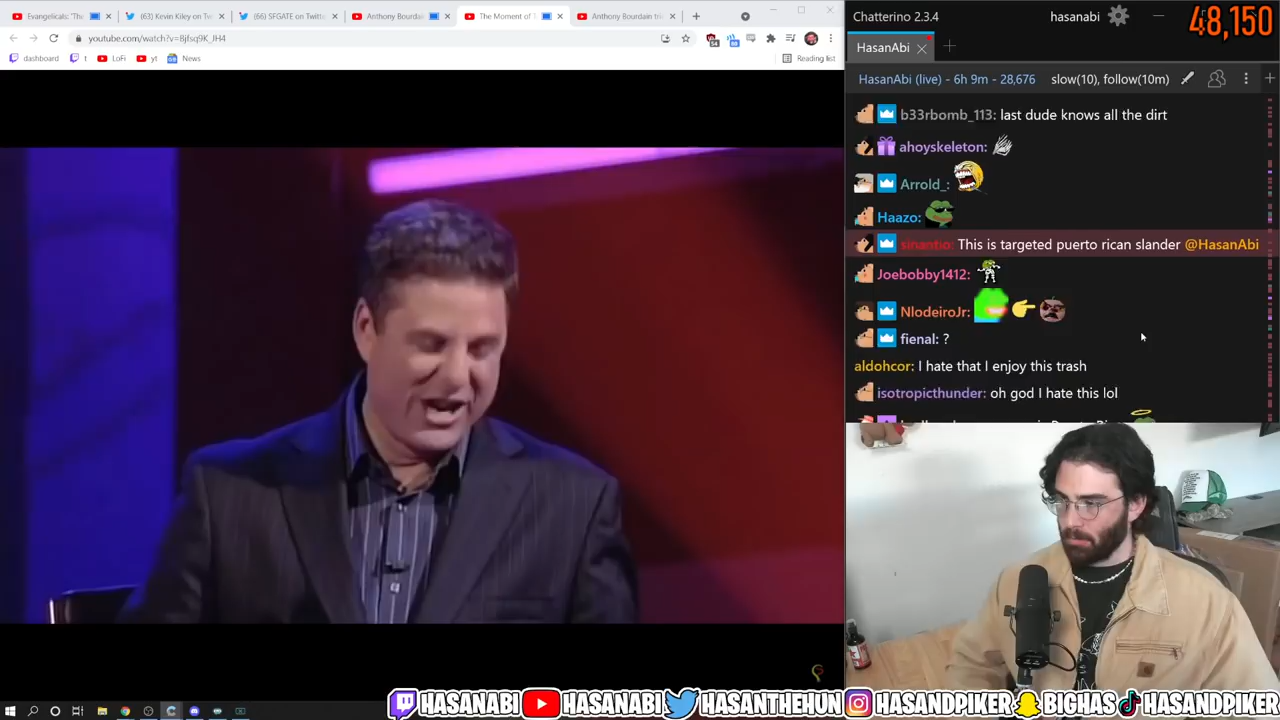 Evangelicals: 'The
(63) Kevin Kiley on Tw
(66) SFGATE on Twitte
Anthony Bourdai
The Moment of T
Anthony Bourdain tri
youtube.com/watch?v=8jfsq9K_JH4
dashboard
t
LoFi
yt
News
Reading list
Chatterino 2.3.4
hasanabi
48,150
HasanAbi
HasanAbi (live) - 6h 9m - 28,676
slow(10), follow(10m)
b33rbomb_113: last dude knows all the dirt
ahoyskeleton:
Arrold_:
Haazo:
sinantio: This is targeted puerto rican slander @HasanAbi
Joebobby1412:
NlodeiroJr:
fienal: ?
aldohcor: I hate that I enjoy this trash
isotropicthunder: oh god I hate this lol
HASANABI
HASANABI
HASANTHEHUN
HASANDPIKER
BIGHAS
HASANDPIKER